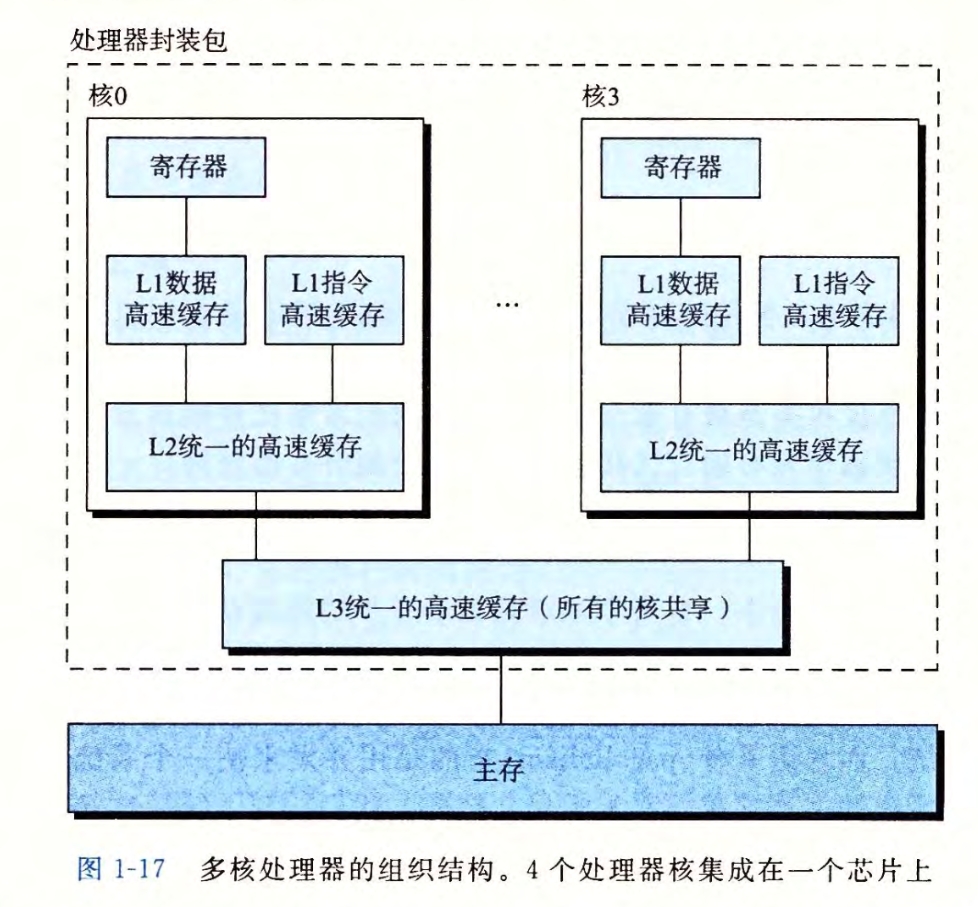 处理器封装包
核0
核3
寄存器
寄存器
L1数据
高速缓存
L1指令
高速缓存
...
L1数据
高速缓存
L1指令
高速缓存
L2统一的高速缓存
L2统一的高速缓存
L3统一的高速缓存（所有的核共享）
主存
图 1-17 多核处理器的组织结构。4 个处理器核集成在一个芯片上